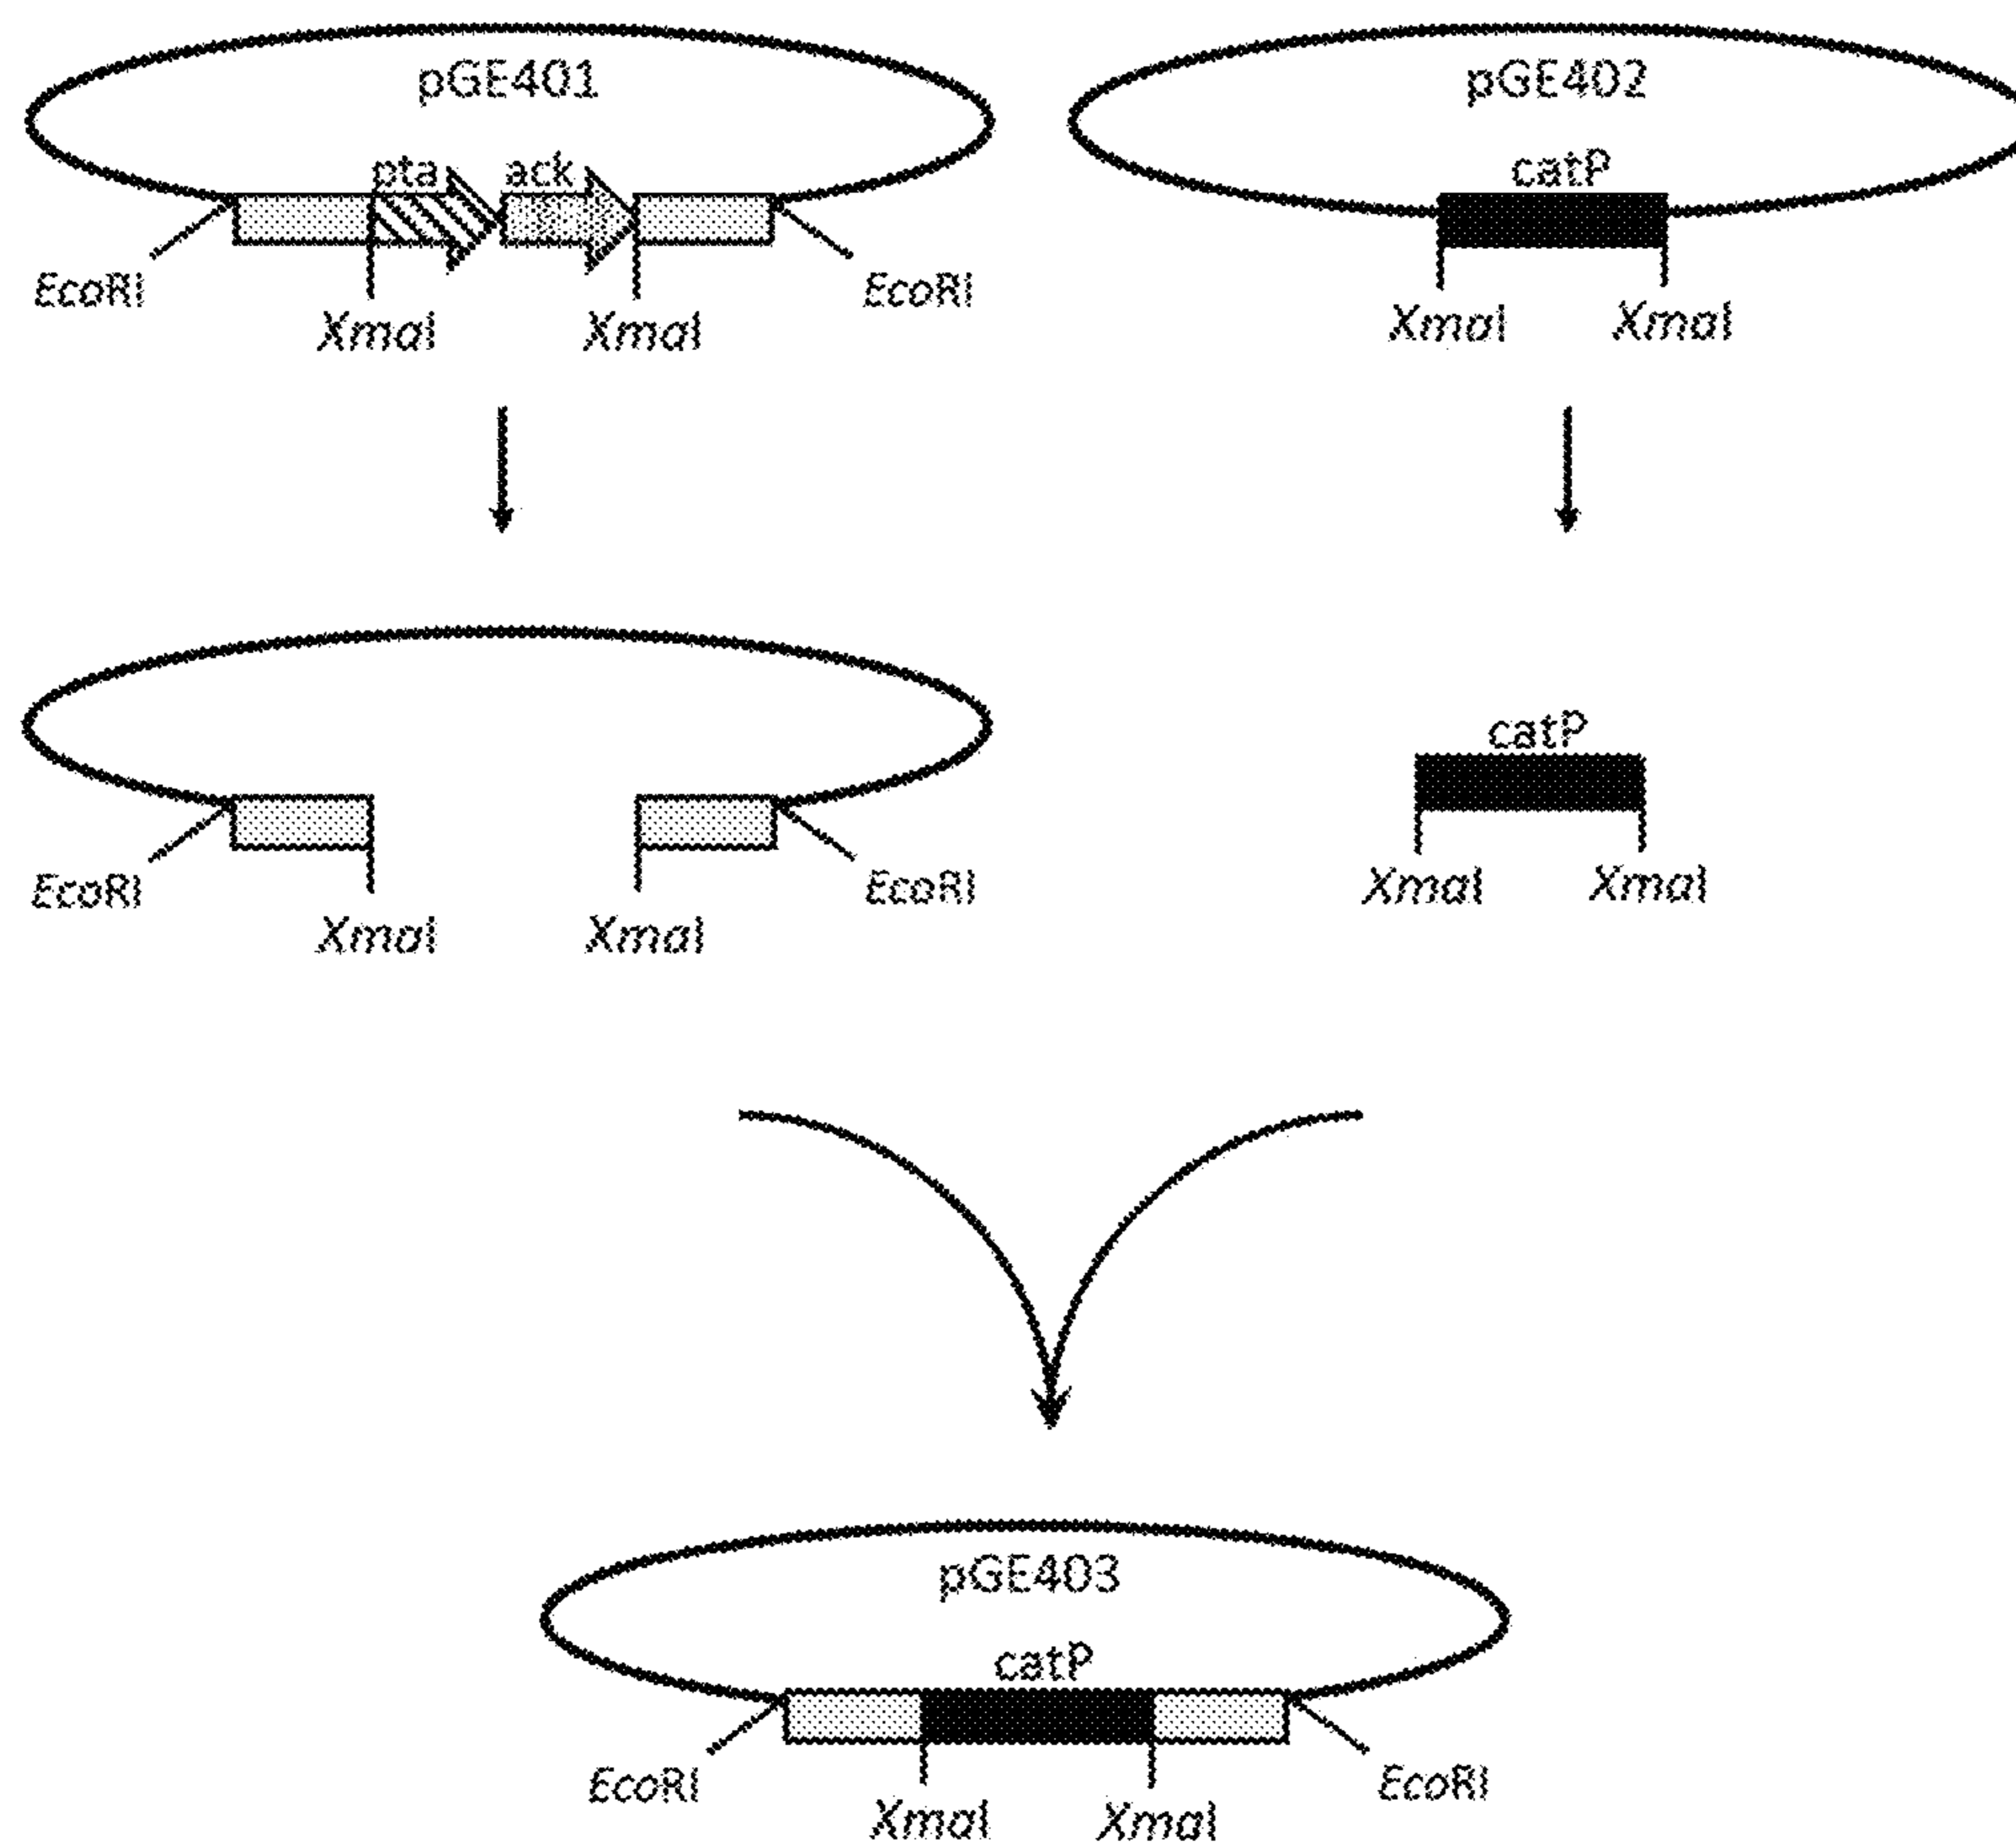 pGE401
pGE402
pta ack
catP
EcoRI EcoRI
XmaI XmaI
XmaI XmaI
catP
EcoRI EcoRI
XmaI XmaI
XmaI XmaI
pGE403
catP
EcoRI EcoRI
XmaI XmaI